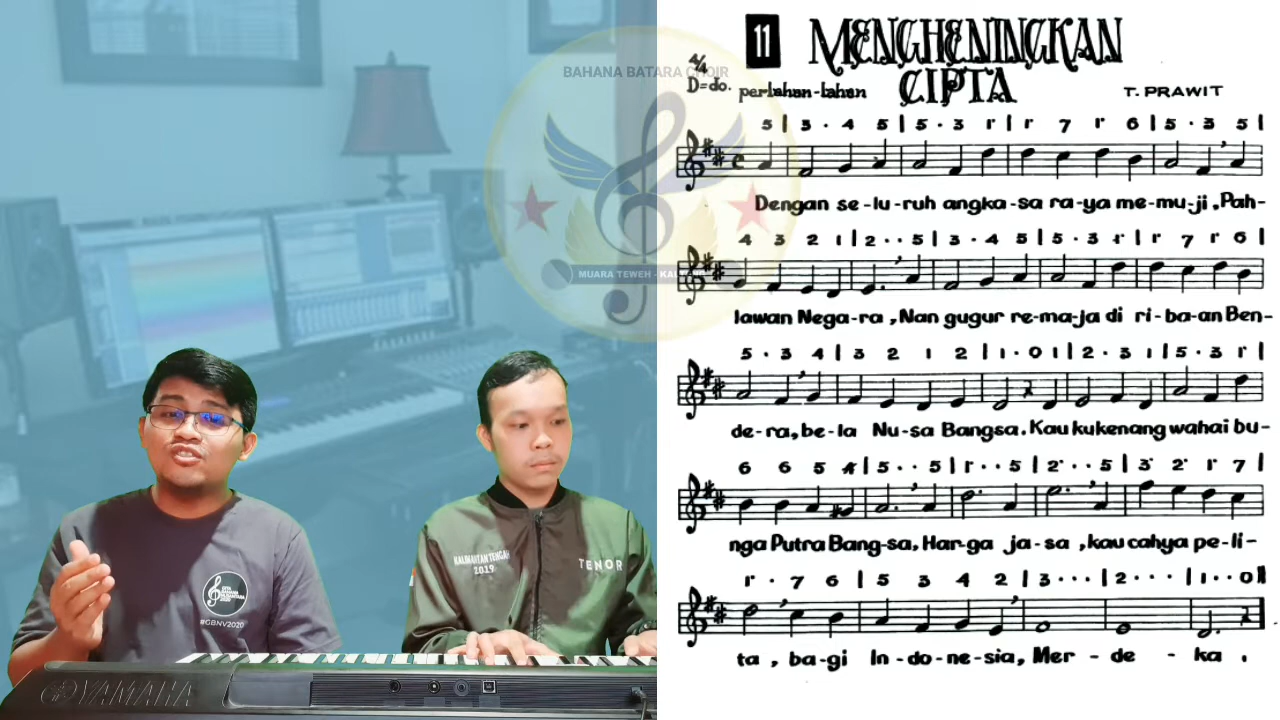 BAHANA BATARA CHOIR
MUARA TEWEH - KAL
KALIMANTAN TENGAH
2019
TENOR
#GBNV2020
YAMAHA
11
MENGHENINGKAN
CIPTA
4/4
D=do. perlahan-lahan
T. PRAWIT
5 | 3 . 4 5 | 5 . 3 1̇ | 1̇ 7 1̇ 6 | 5 . 3 5 |
Dengan se-lu-ruh angka-sa ra-ya me-mu-ji, Pah-
4 3 2 1 | 2 . . 5 | 3 . 4 5 | 5 . 3 1̇ | 1̇ 7 1̇ 6 |
lawan Nega-ra, Nan gugur re-ma-ja di ri-ba-an Ben-
5 . 3 4 | 3 2 1 2 | 1 . 0 1 | 2 . 3 1 | 5 . 3 1̇ |
de-ra, be-la Nu-sa Bangsa. Kau kukenang wahai bu-
6 6 5 4̸ | 5 . . 5 | 1̇ . . 5 | 2̇ . . 5 | 3̇ 2̇ 1̇ 7 |
nga Putra Bang-sa, Har-ga ja-sa, kau cahya pe-li-
1̇ . 7 6 | 5 3 4 2 | 3 . . . | 2 . . . | 1 . . 0 ||
ta, ba-gi In-do-ne-sia, Mer - de - ka .